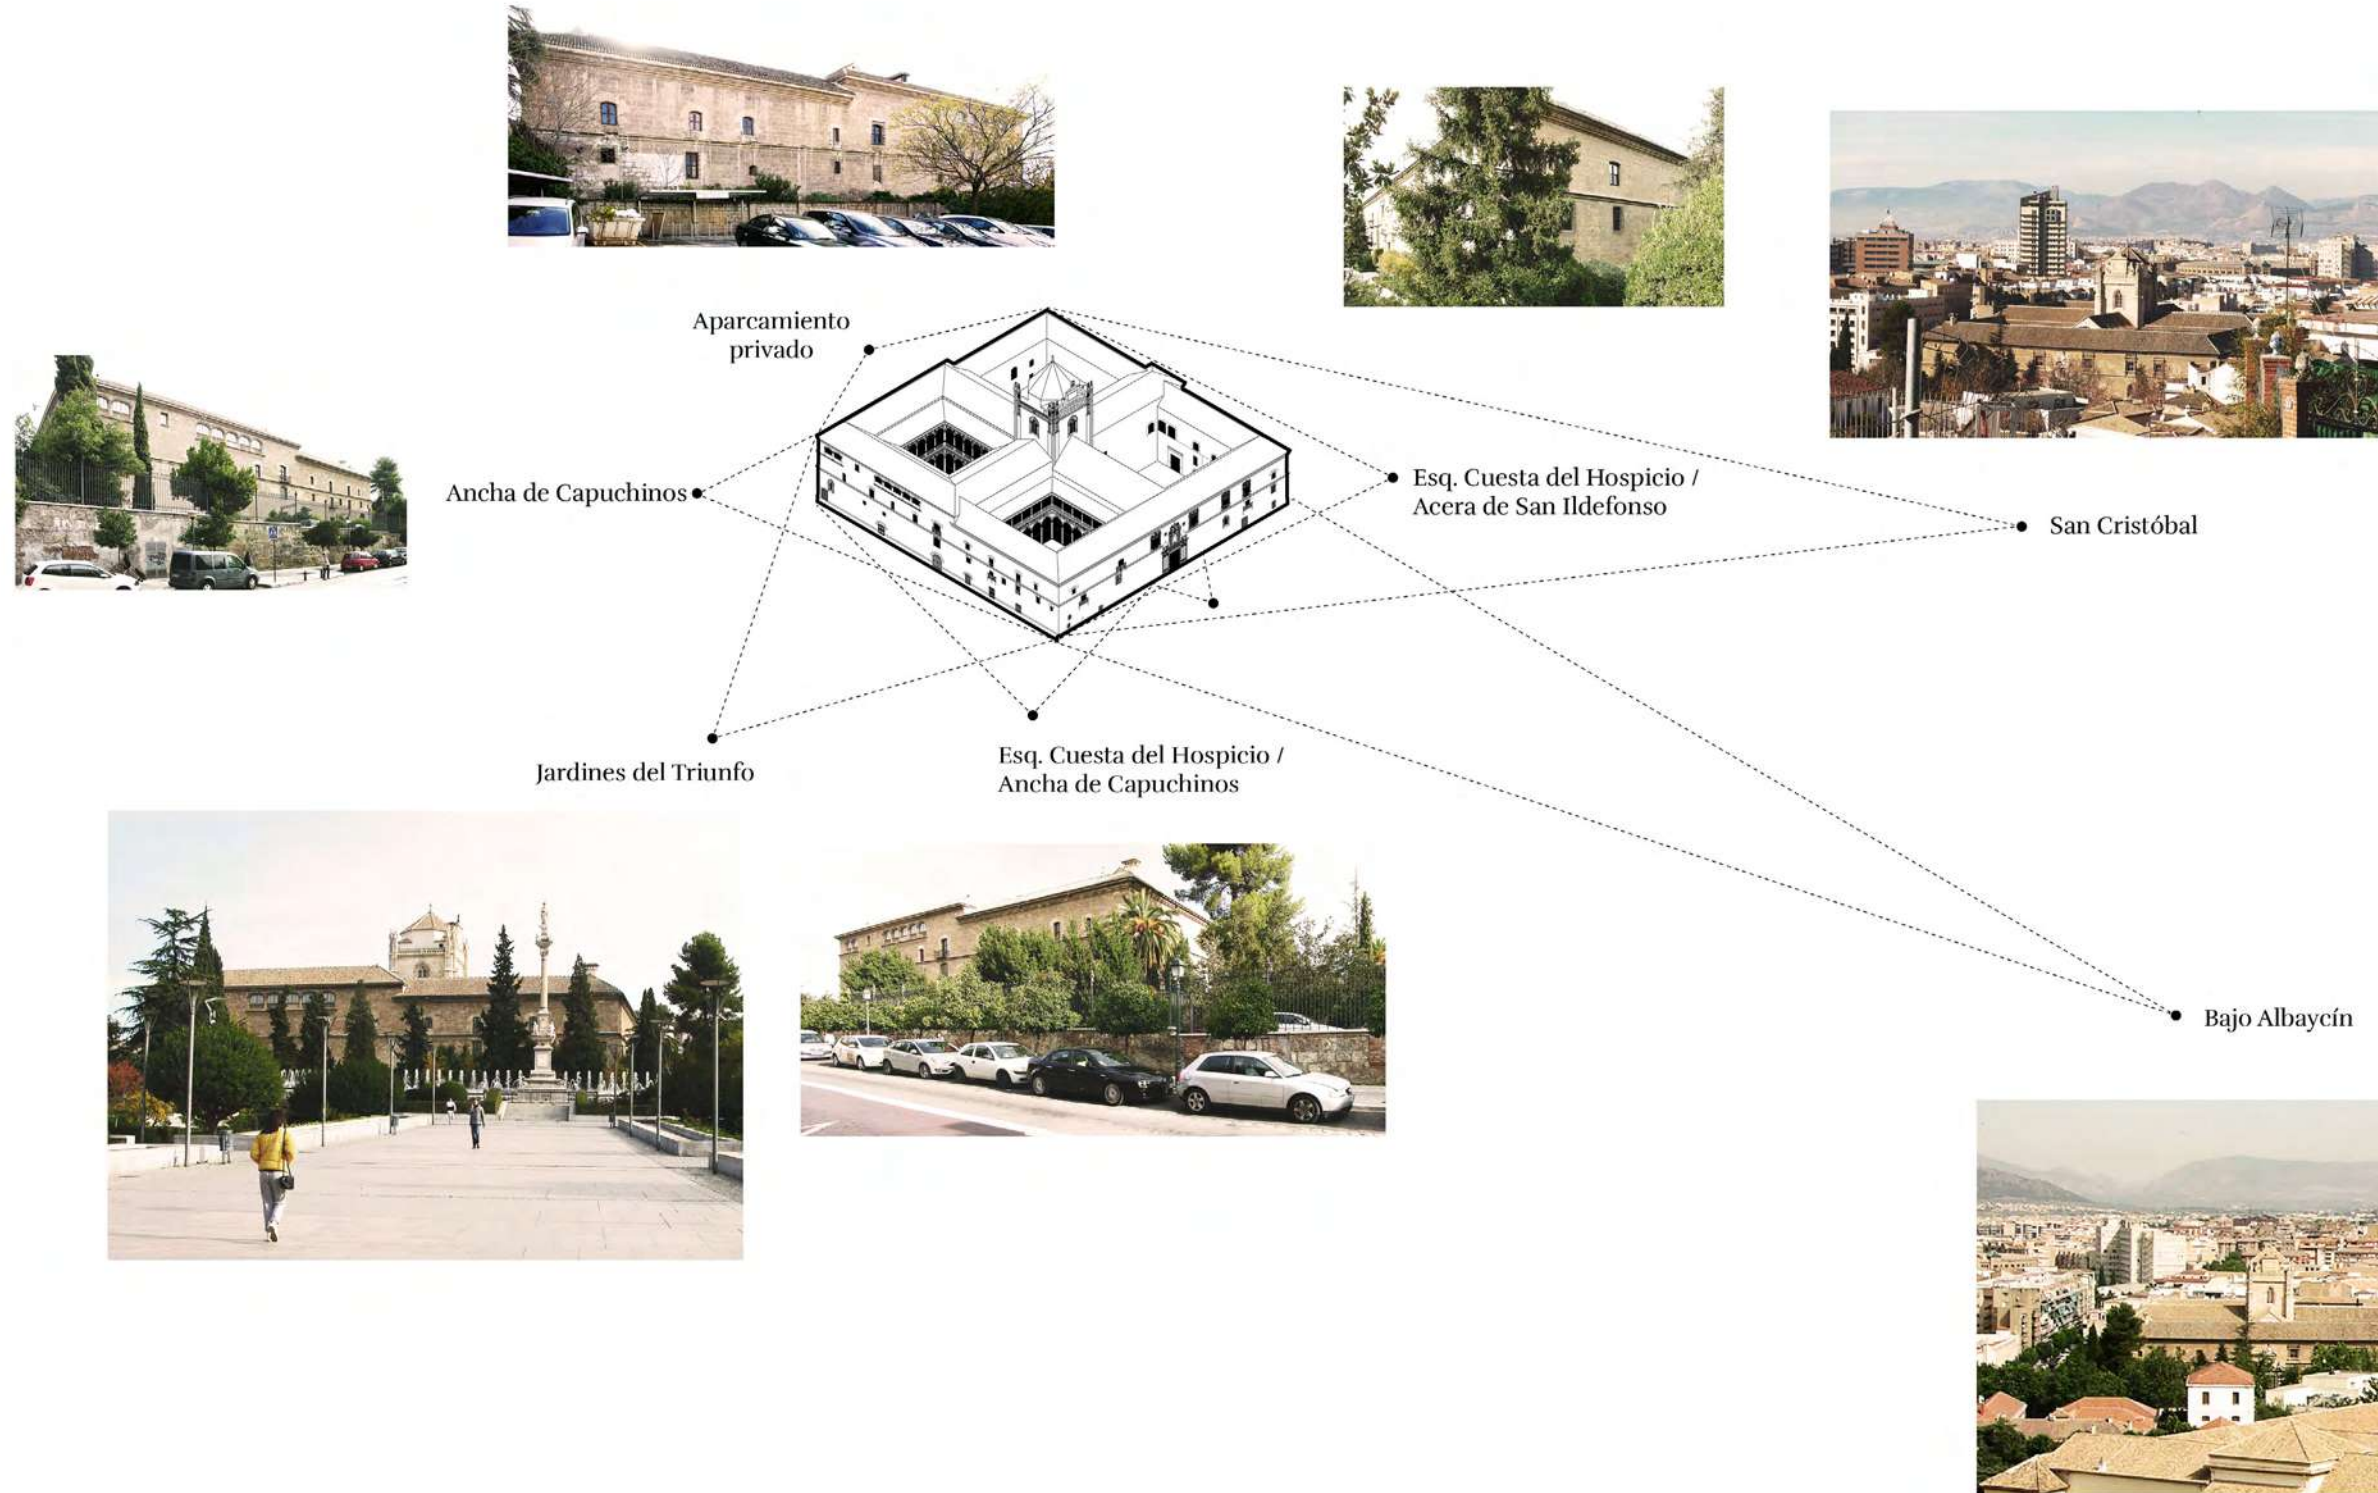 Aparcamiento
privado
Ancha de Capuchinos
Esq. Cuesta del Hospicio /
Acera de San Ildefonso
San Cristóbal
Jardines del Triunfo
Esq. Cuesta del Hospicio /
Ancha de Capuchinos
Bajo Albaycín